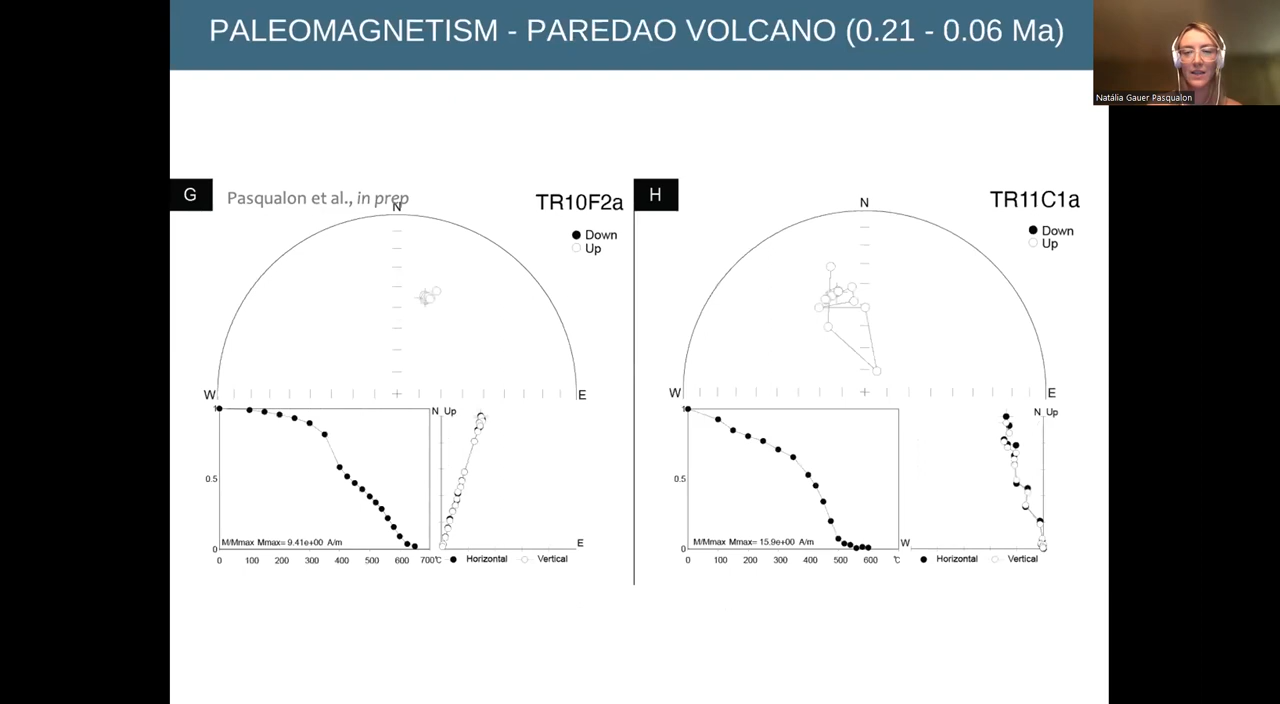 PALEOMAGNETISM - PAREDAO VOLCANO (0.21 - 0.06 Ma)
Natália Gauer Pasqualon
G
Pasqualon et al., in prep
TR10F2a
N
Down
Up
W
E
1
0.5
0
M/Mmax Mmax= 9.41e+00 A/m
0 100 200 300 400 500 600 700℃
N Up
E
Horizontal Vertical
H
TR11C1a
N
Down
Up
W
E
1
0.5
0
M/Mmax Mmax= 15.9e+00 A/m
0 100 200 300 400 500 600 ℃
N Up
W
Horizontal Vertical